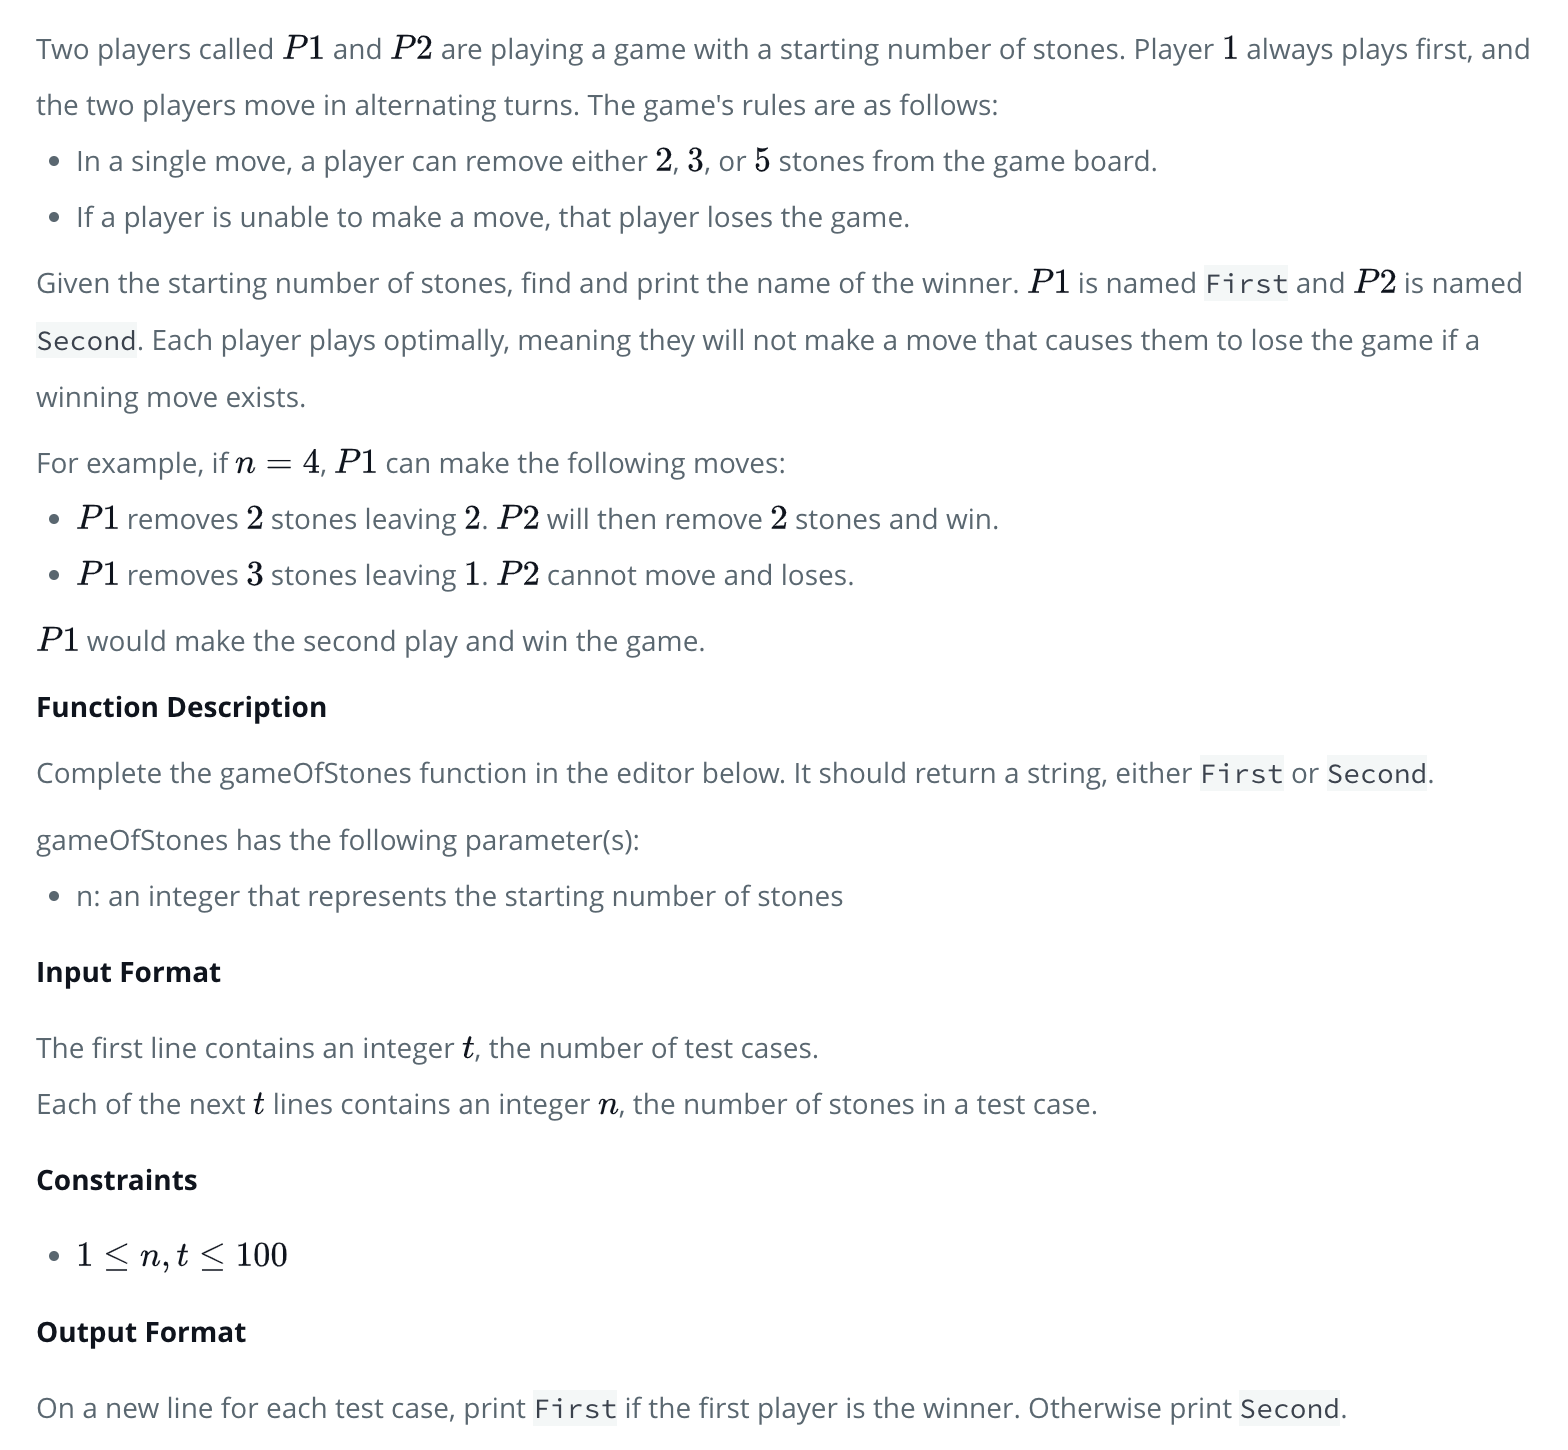 Two players called P1 and P2 are playing a game with a starting number of stones. Player 1 always plays first, and
the two players move in alternating turns. The game's rules are as follows:
• In a single move, a player can remove either 2, 3, or 5 stones from the game board.
• If a player is unable to make a move, that player loses the game.
Given the starting number of stones, find and print the name of the winner. P1 is named First and P2 is named
Second. Each player plays optimally, meaning they will not make a move that causes them to lose the game if a
winning move exists.
For example, if n = 4, P1 can make the following moves:
• P1 removes 2 stones leaving 2. P2 will then remove 2 stones and win.
• P1 removes 3 stones leaving 1. P2 cannot move and loses.
P1 would make the second play and win the game.
Function Description
Complete the gameOfStones function in the editor below. It should return a string, either First or Second.
gameOfStones has the following parameter(s):
• n: an integer that represents the starting number of stones
Input Format
The first line contains an integer t, the number of test cases.
Each of the next t lines contains an integer n, the number of stones in a test case.
Constraints
• 1 ≤ n, t ≤ 100
Output Format
On a new line for each test case, print First if the first player is the winner. Otherwise print Second.